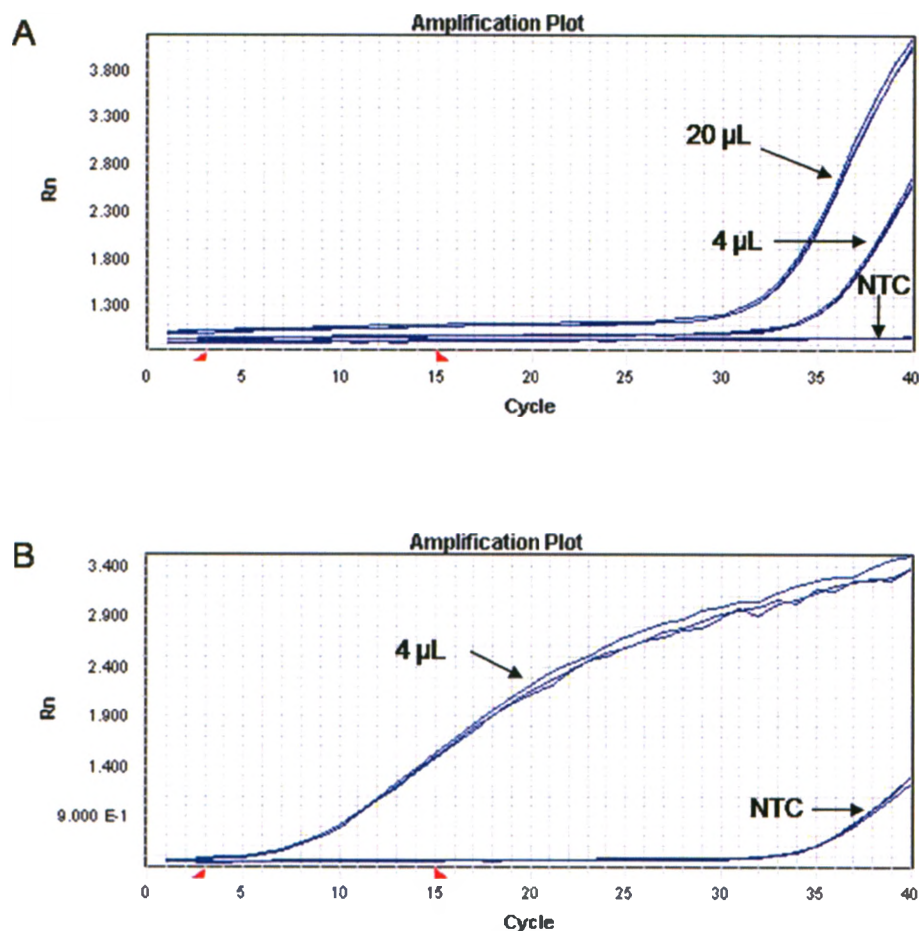 A
Amplification Plot
3.800
3.300
2.800
2.300
1.800
1.300
Rn
20 µL
4 µL
NTC
0 5 10 15 20 25 30 35 40
Cycle
B
Amplification Plot
3.400
2.900
2.400
1.900
1.400
9.000 E-1
Rn
4 µL
NTC
0 5 10 15 20 25 30 35 40
Cycle